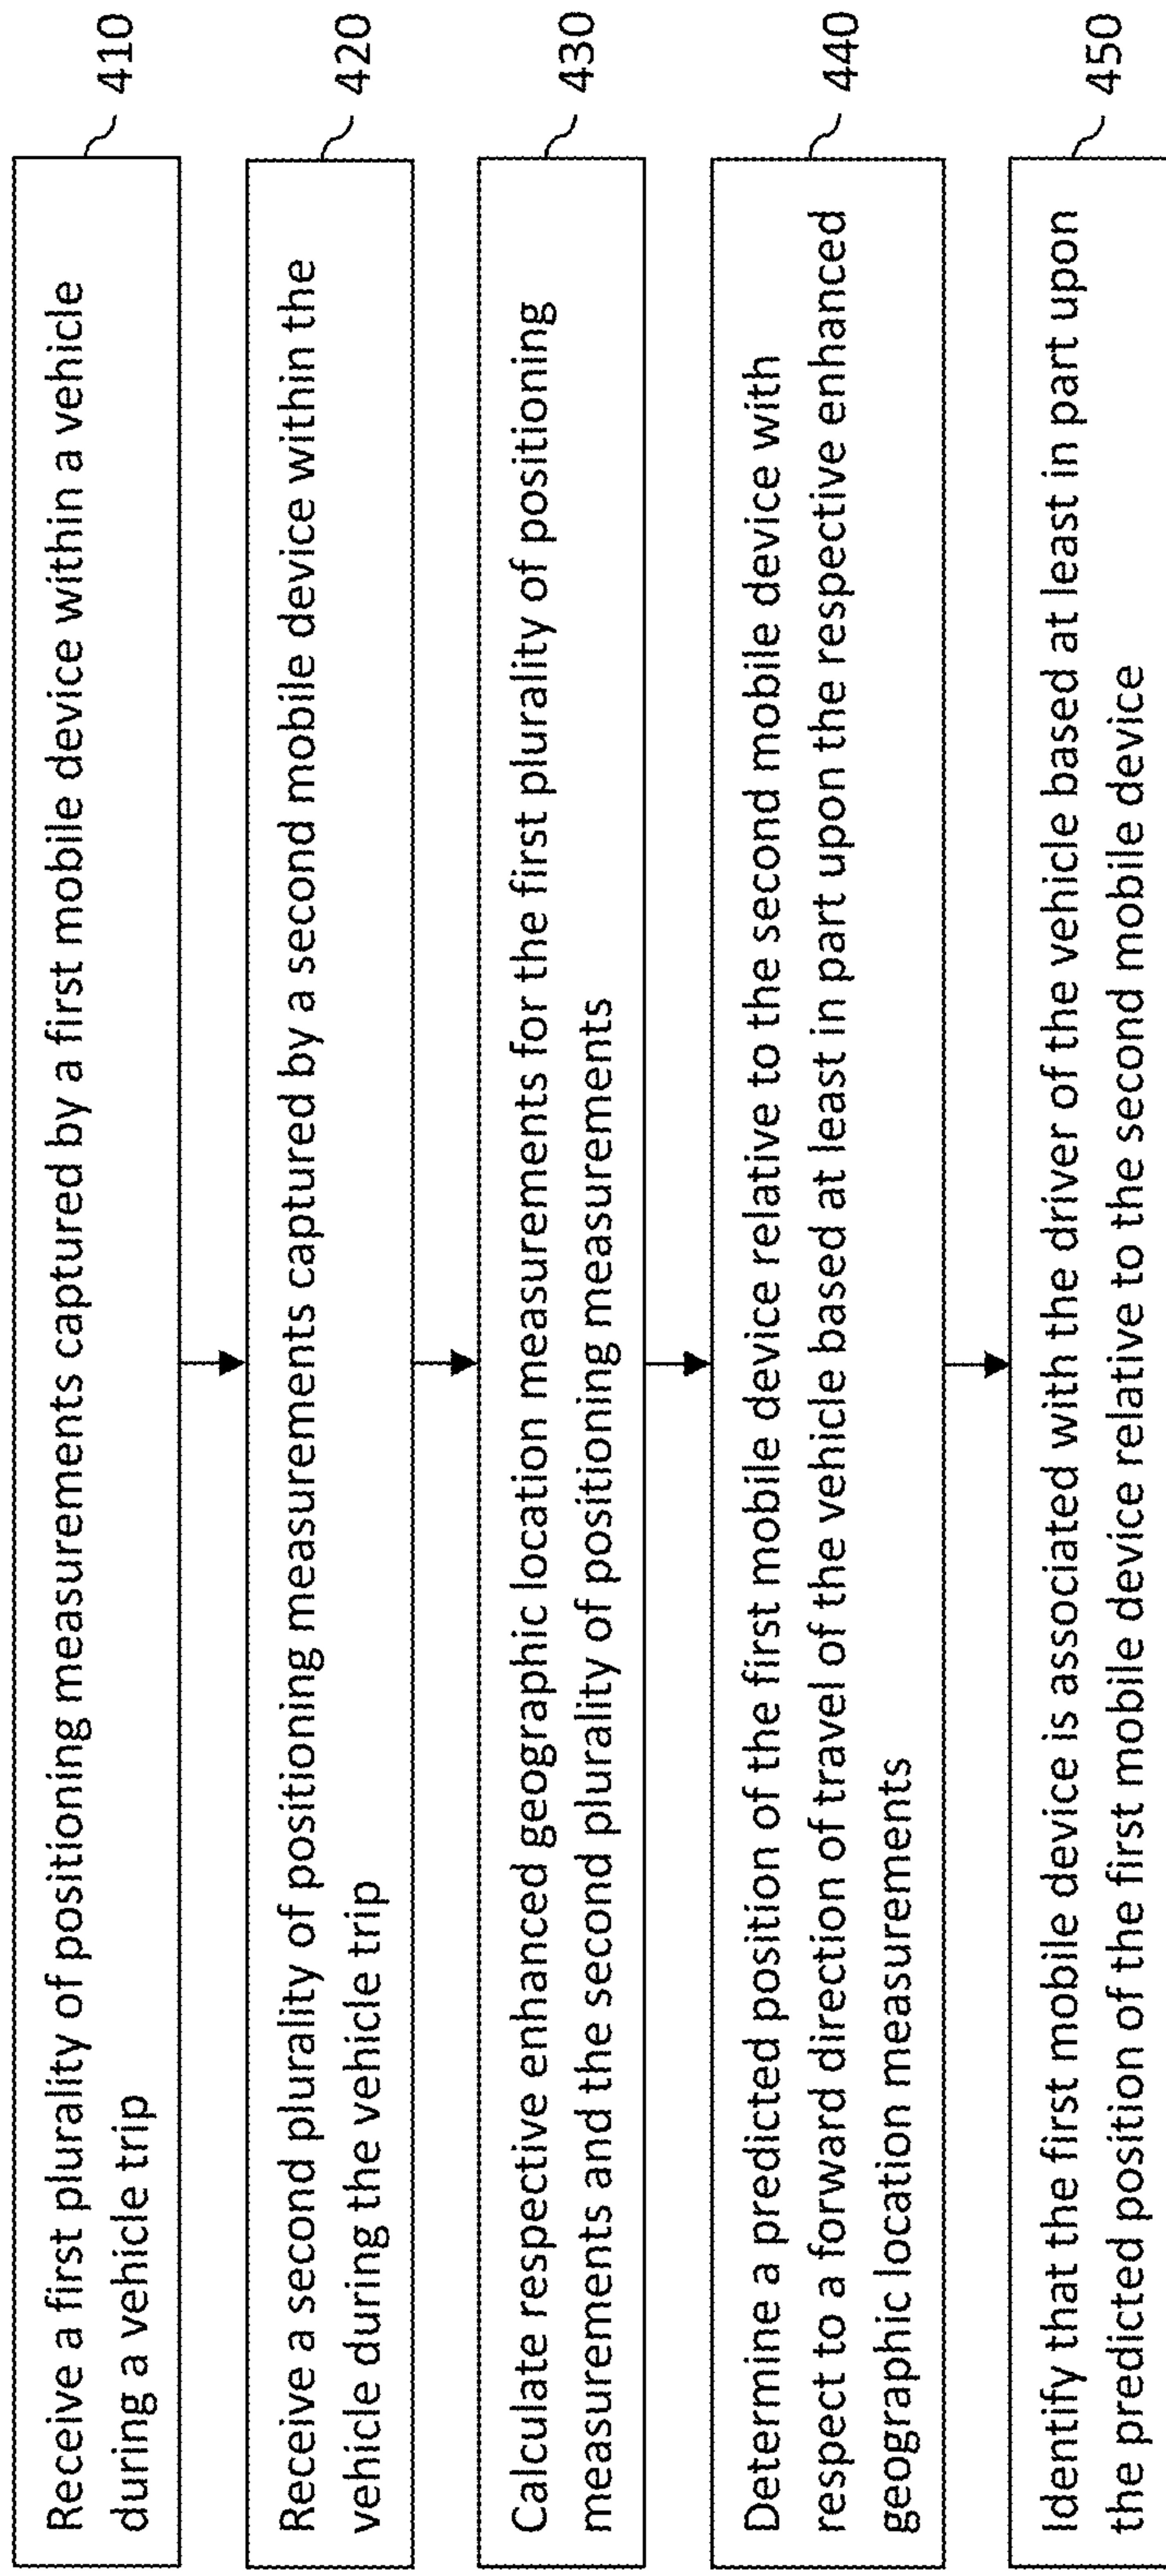 Receive a first plurality of positioning measurements captured by a first mobile device within a vehicle
during a vehicle trip
410
Receive a second plurality of positioning measurements captured by a second mobile device within the
vehicle during the vehicle trip
420
Calculate respective enhanced geographic location measurements for the first plurality of positioning
measurements and the second plurality of positioning measurements
430
Determine a predicted position of the first mobile device relative to the second mobile device with
respect to a forward direction of travel of the vehicle based at least in part upon the respective enhanced
geographic location measurements
440
Identify that the first mobile device is associated with the driver of the vehicle based at least in part upon
the predicted position of the first mobile device relative to the second mobile device
450